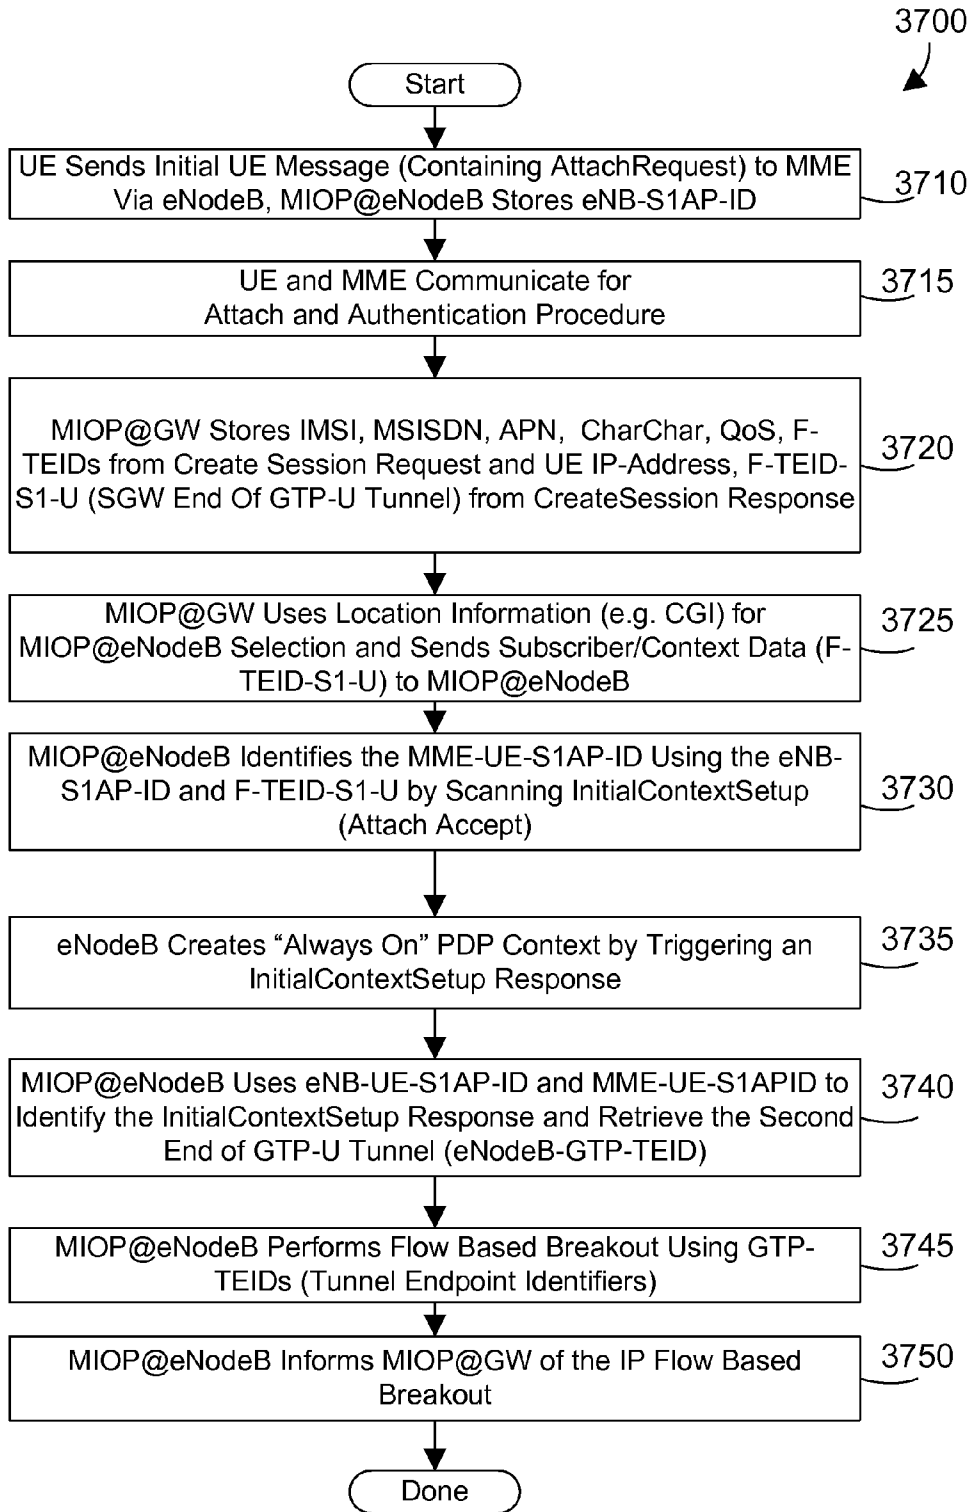 3700
Start
UE Sends Initial UE Message (Containing AttachRequest) to MME
Via eNodeB, MIOP@eNodeB Stores eNB-S1AP-ID
3710
UE and MME Communicate for
Attach and Authentication Procedure
3715
MIOP@GW Stores IMSI, MSISDN, APN, CharChar, QoS, F-
TEIDs from Create Session Request and UE IP-Address, F-TEID-
S1-U (SGW End Of GTP-U Tunnel) from CreateSession Response
3720
MIOP@GW Uses Location Information (e.g. CGI) for
MIOP@eNodeB Selection and Sends Subscriber/Context Data (F-
TEID-S1-U) to MIOP@eNodeB
3725
MIOP@eNodeB Identifies the MME-UE-S1AP-ID Using the eNB-
S1AP-ID and F-TEID-S1-U by Scanning InitialContextSetup
(Attach Accept)
3730
eNodeB Creates “Always On” PDP Context by Triggering an
InitialContextSetup Response
3735
MIOP@eNodeB Uses eNB-UE-S1AP-ID and MME-UE-S1APID to
Identify the InitialContextSetup Response and Retrieve the Second
End of GTP-U Tunnel (eNodeB-GTP-TEID)
3740
MIOP@eNodeB Performs Flow Based Breakout Using GTP-
TEIDs (Tunnel Endpoint Identifiers)
3745
MIOP@eNodeB Informs MIOP@GW of the IP Flow Based
Breakout
3750
Done